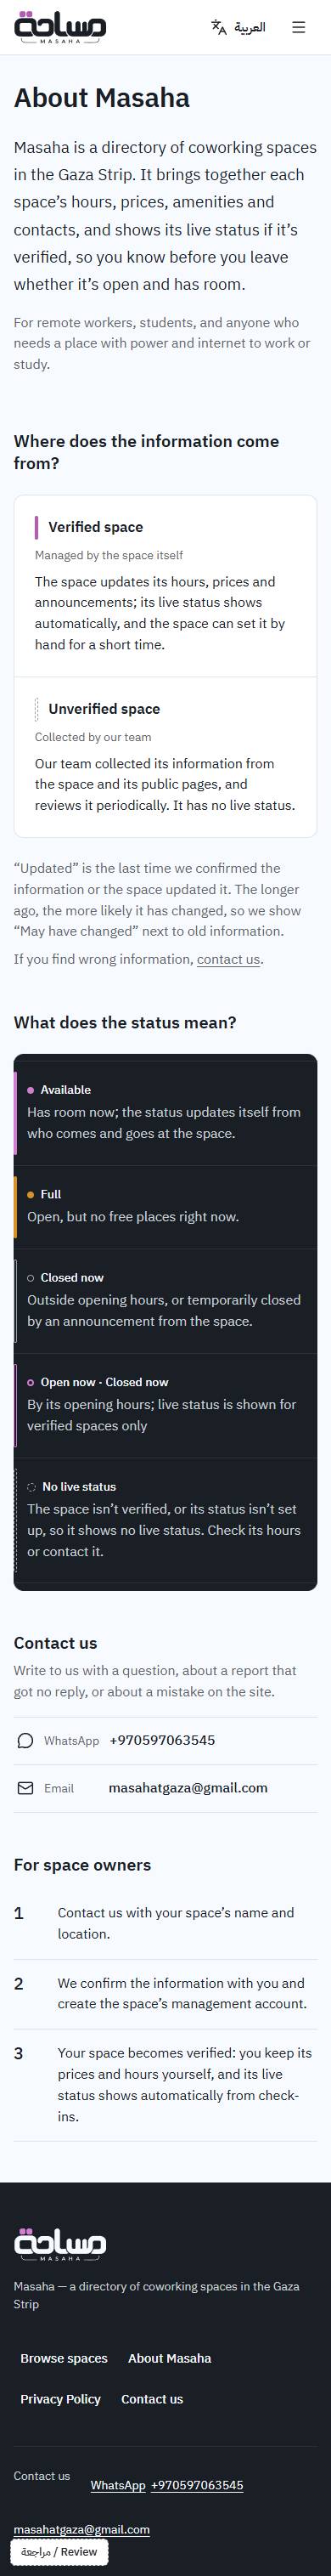 مساحة
MASAHA
العربية
About Masaha
Masaha is a directory of coworking spaces
in the Gaza Strip. It brings together each
space’s hours, prices, amenities and
contacts, and shows its live status if it’s
verified, so you know before you leave
whether it’s open and has room.
For remote workers, students, and anyone who
needs a place with power and internet to work or
study.
Where does the information come
from?
Verified space
Managed by the space itself
The space updates its hours, prices and
announcements; its live status shows
automatically, and the space can set it by
hand for a short time.
Unverified space
Collected by our team
Our team collected its information from
the space and its public pages, and
reviews it periodically. It has no live status.
“Updated” is the last time we confirmed the
information or the space updated it. The longer
ago, the more likely it has changed, so we show
“May have changed” next to old information.
If you find wrong information, contact us.
What does the status mean?
Available
Has room now; the status updates itself from
who comes and goes at the space.
Full
Open, but no free places right now.
Closed now
Outside opening hours, or temporarily closed
by an announcement from the space.
Open now · Closed now
By its opening hours; live status is shown for
verified spaces only
No live status
The space isn’t verified, or its status isn’t set
up, so it shows no live status. Check its hours
or contact it.
Contact us
Write to us with a question, about a report that
got no reply, or about a mistake on the site.
WhatsApp +970597063545
Email masahatgaza@gmail.com
For space owners
1 Contact us with your space’s name and
location.
2 We confirm the information with you and
create the space’s management account.
3 Your space becomes verified: you keep its
prices and hours yourself, and its live
status shows automatically from check-
ins.
مساحة
MASAHA
Masaha — a directory of coworking spaces in the Gaza
Strip
Browse spaces About Masaha
Privacy Policy Contact us
Contact us
WhatsApp +970597063545
masahatgaza@gmail.com
مراجعة / Review